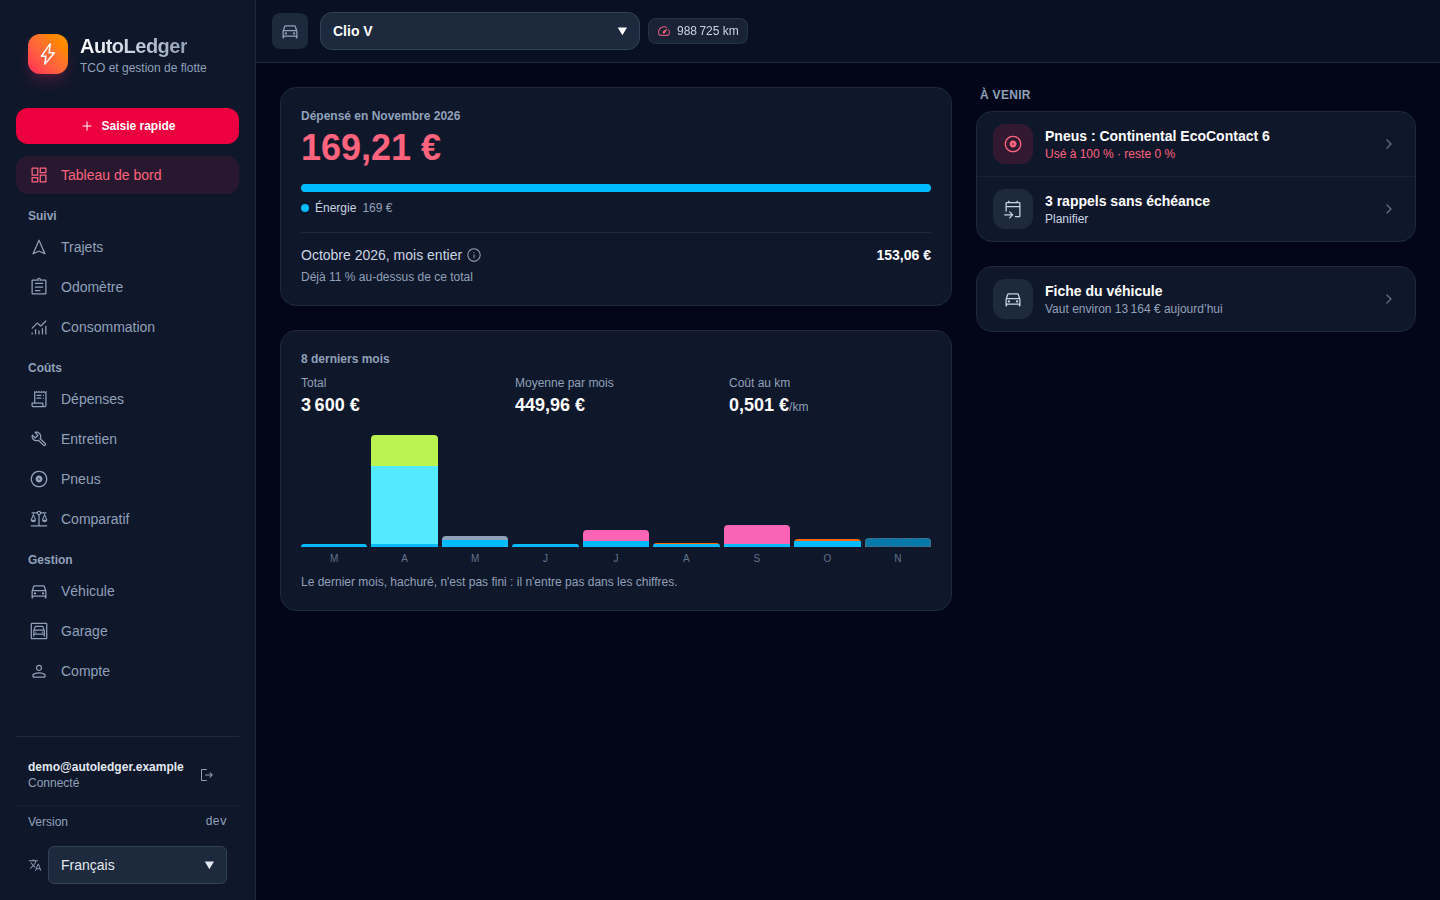 AutoLedger
TCO et gestion de flotte
Saisie rapide
Tableau de bord
Suivi
Trajets
Odomètre
Consommation
Coûts
Dépenses
Entretien
Pneus
Comparatif
Gestion
Véhicule
Garage
Compte
demo@autoledger.example
Connecté
Version dev
Français
Clio V
988 725 km
Dépensé en Novembre 2026
169,21 €
Énergie 169 €
Octobre 2026, mois entier 153,06 €
Déjà 11 % au-dessus de ce total
8 derniers mois
Total Moyenne par mois Coût au km
3 600 € 449,96 € 0,501 €/km
M A M J J A S O N
Le dernier mois, hachuré, n'est pas fini : il n'entre pas dans les chiffres.
À VENIR
Pneus : Continental EcoContact 6
Usé à 100 % · reste 0 %
3 rappels sans échéance
Planifier
Fiche du véhicule
Vaut environ 13 164 € aujourd’hui